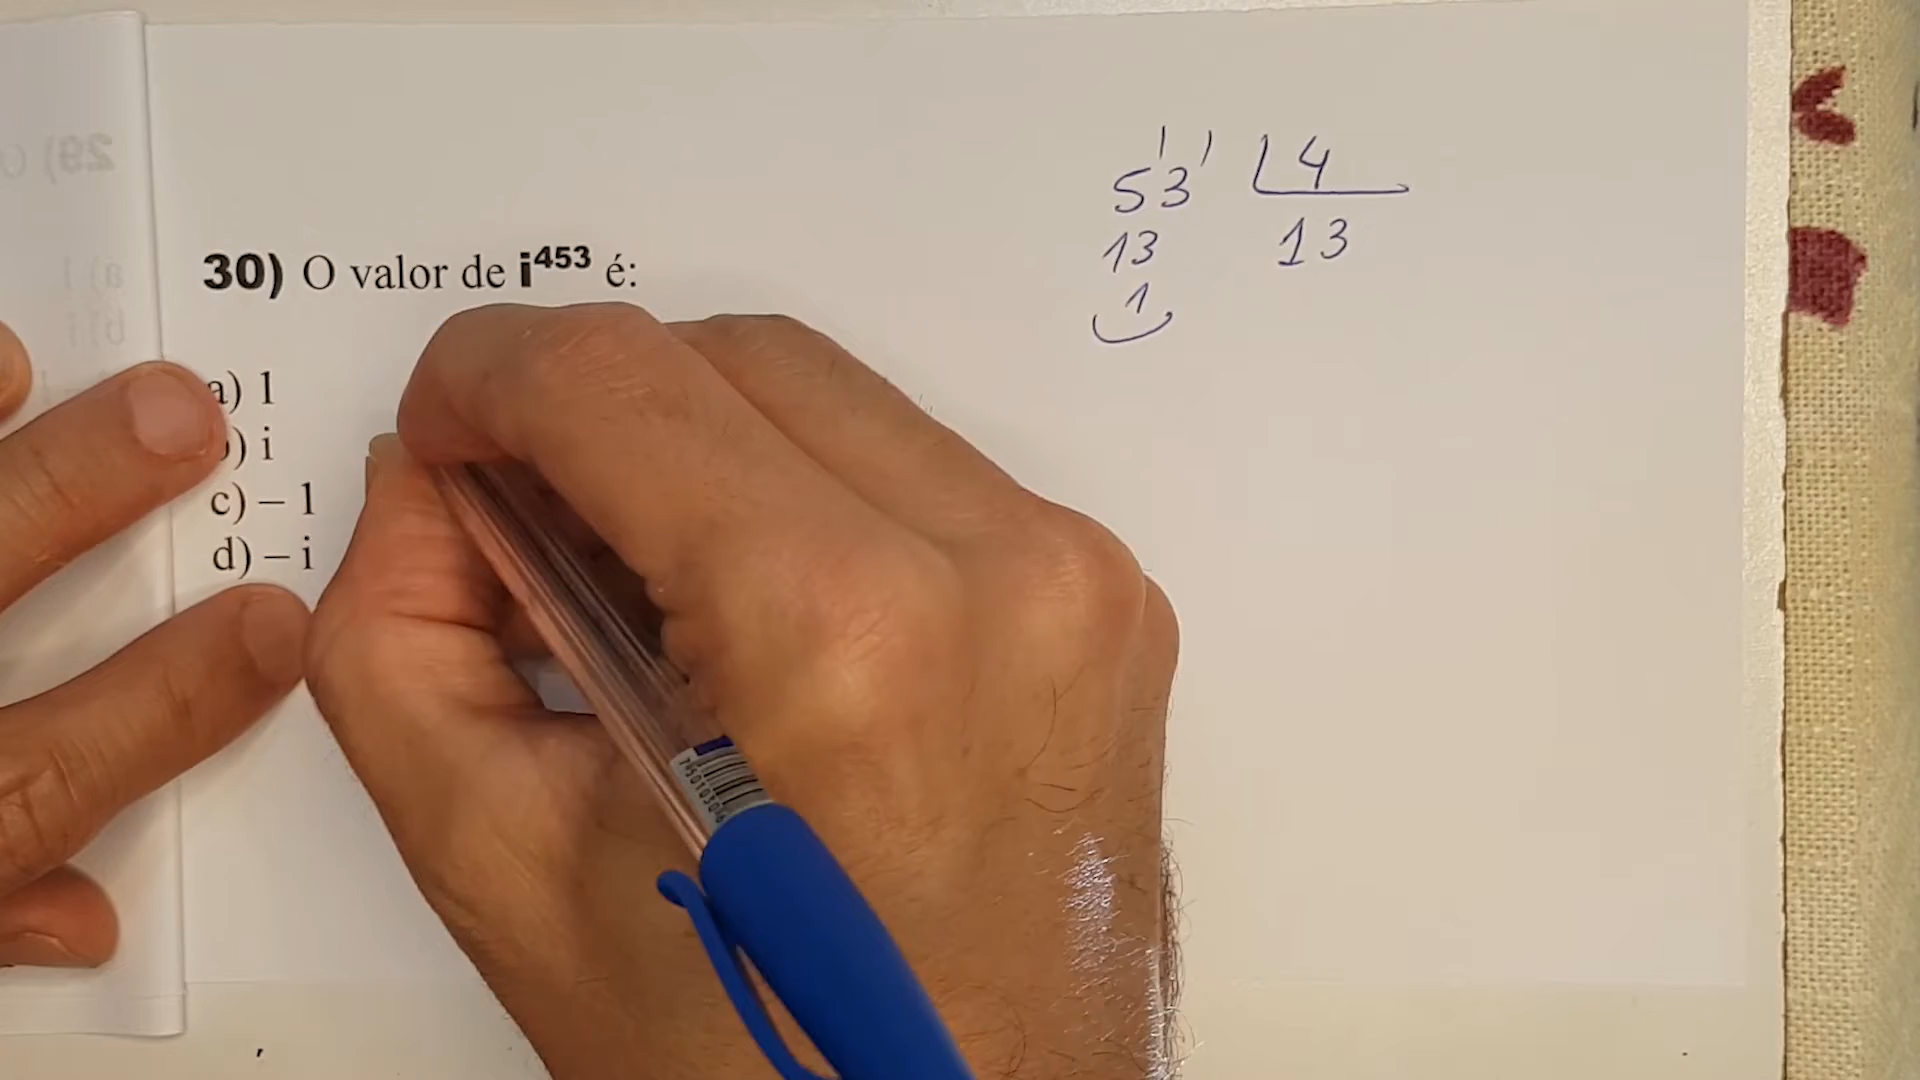 30) O valor de i⁴⁵³ é:
a) 1
b) i
c) – 1
d) – i
53 4
13 13
1